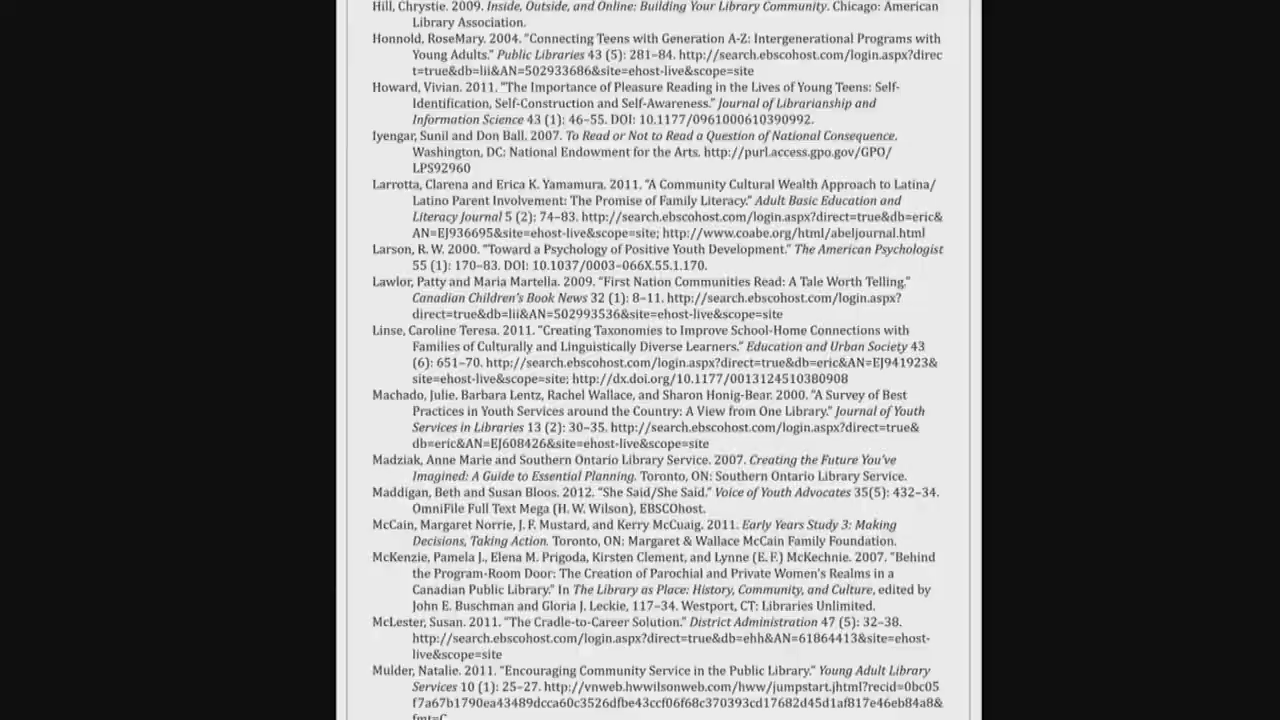 Hill, Chrystie. 2009. Inside, Outside, and Online: Building Your Library Community. Chicago: American
Library Association.
Honnold, RoseMary. 2004. “Connecting Teens with Generation A-Z: Intergenerational Programs with
Young Adults.” Public Libraries 43 (5): 281–84. http://search.ebscohost.com/login.aspx?direc
t=true&db=lii&AN=502933686&site=ehost-live&scope=site
Howard, Vivian. 2011. “The Importance of Pleasure Reading in the Lives of Young Teens: Self-
Identification, Self-Construction and Self-Awareness.” Journal of Librarianship and
Information Science 43 (1): 46–55. DOI: 10.1177/0961000610390992.
Iyengar, Sunil and Don Ball. 2007. To Read or Not to Read a Question of National Consequence.
Washington, DC: National Endowment for the Arts. http://purl.access.gpo.gov/GPO/
LPS92960
Larrotta, Clarena and Erica K. Yamamura. 2011. “A Community Cultural Wealth Approach to Latina/
Latino Parent Involvement: The Promise of Family Literacy.” Adult Basic Education and
Literacy Journal 5 (2): 74–83. http://search.ebscohost.com/login.aspx?direct=true&db=eric&
AN=EJ936695&site=ehost-live&scope=site; http://www.coabe.org/html/abeljournal.html
Larson, R. W. 2000. “Toward a Psychology of Positive Youth Development.” The American Psychologist
55 (1): 170–83. DOI: 10.1037/0003–066X.55.1.170.
Lawlor, Patty and Maria Martella. 2009. “First Nation Communities Read: A Tale Worth Telling.”
Canadian Children’s Book News 32 (1): 8–11. http://search.ebscohost.com/login.aspx?
direct=true&db=lii&AN=502993536&site=ehost-live&scope=site
Linse, Caroline Teresa. 2011. “Creating Taxonomies to Improve School-Home Connections with
Families of Culturally and Linguistically Diverse Learners.” Education and Urban Society 43
(6): 651–70. http://search.ebscohost.com/login.aspx?direct=true&db=eric&AN=EJ941923&
site=ehost-live&scope=site; http://dx.doi.org/10.1177/0013124510380908
Machado, Julie, Barbara Lentz, Rachel Wallace, and Sharon Honig-Bear. 2000. “A Survey of Best
Practices in Youth Services around the Country: A View from One Library.” Journal of Youth
Services in Libraries 13 (2): 30–35. http://search.ebscohost.com/login.aspx?direct=true&
db=eric&AN=EJ608426&site=ehost-live&scope=site
Madziak, Anne Marie and Southern Ontario Library Service. 2007. Creating the Future You’ve
Imagined: A Guide to Essential Planning. Toronto, ON: Southern Ontario Library Service.
Maddigan, Beth and Susan Bloos. 2012. “She Said/She Said.” Voice of Youth Advocates 35(5): 432–34.
OmniFile Full Text Mega (H. W. Wilson), EBSCOhost.
McCain, Margaret Norrie, J. F. Mustard, and Kerry McCuaig. 2011. Early Years Study 3: Making
Decisions, Taking Action. Toronto, ON: Margaret & Wallace McCain Family Foundation.
McKenzie, Pamela J., Elena M. Prigoda, Kirsten Clement, and Lynne (E. F.) McKechnie. 2007. “Behind
the Program-Room Door: The Creation of Parochial and Private Women’s Realms in a
Canadian Public Library.” In The Library as Place: History, Community, and Culture, edited by
John E. Buschman and Gloria J. Leckie, 117–34. Westport, CT: Libraries Unlimited.
McLester, Susan. 2011. “The Cradle-to-Career Solution.” District Administration 47 (5): 32–38.
http://search.ebscohost.com/login.aspx?direct=true&db=ehh&AN=61864413&site=ehost-
live&scope=site
Mulder, Natalie. 2011. “Encouraging Community Service in the Public Library.” Young Adult Library
Services 10 (1): 25–27. http://vnweb.hwwilsonweb.com/hww/jumpstart.jhtml?recid=0bc05
f7a67b1790ea43489dcca60c3526dfbe43ccf06f68c370393cd17682d45d1af817e46eb84a8&
fmt=C